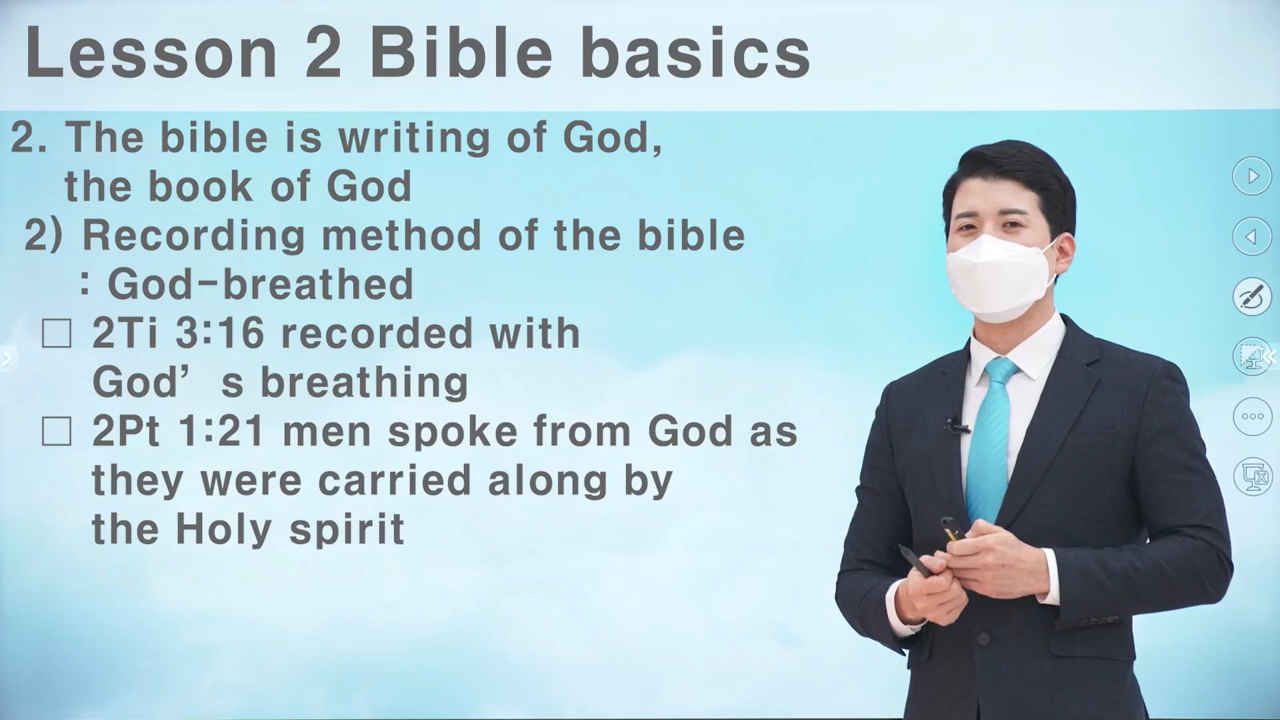 Lesson 2 Bible basics
2. The bible is writing of God,
the book of God
2) Recording method of the bible
: God-breathed
□ 2Ti 3:16 recorded with
God’ s breathing
□ 2Pt 1:21 men spoke from God as
they were carried along by
the Holy spirit